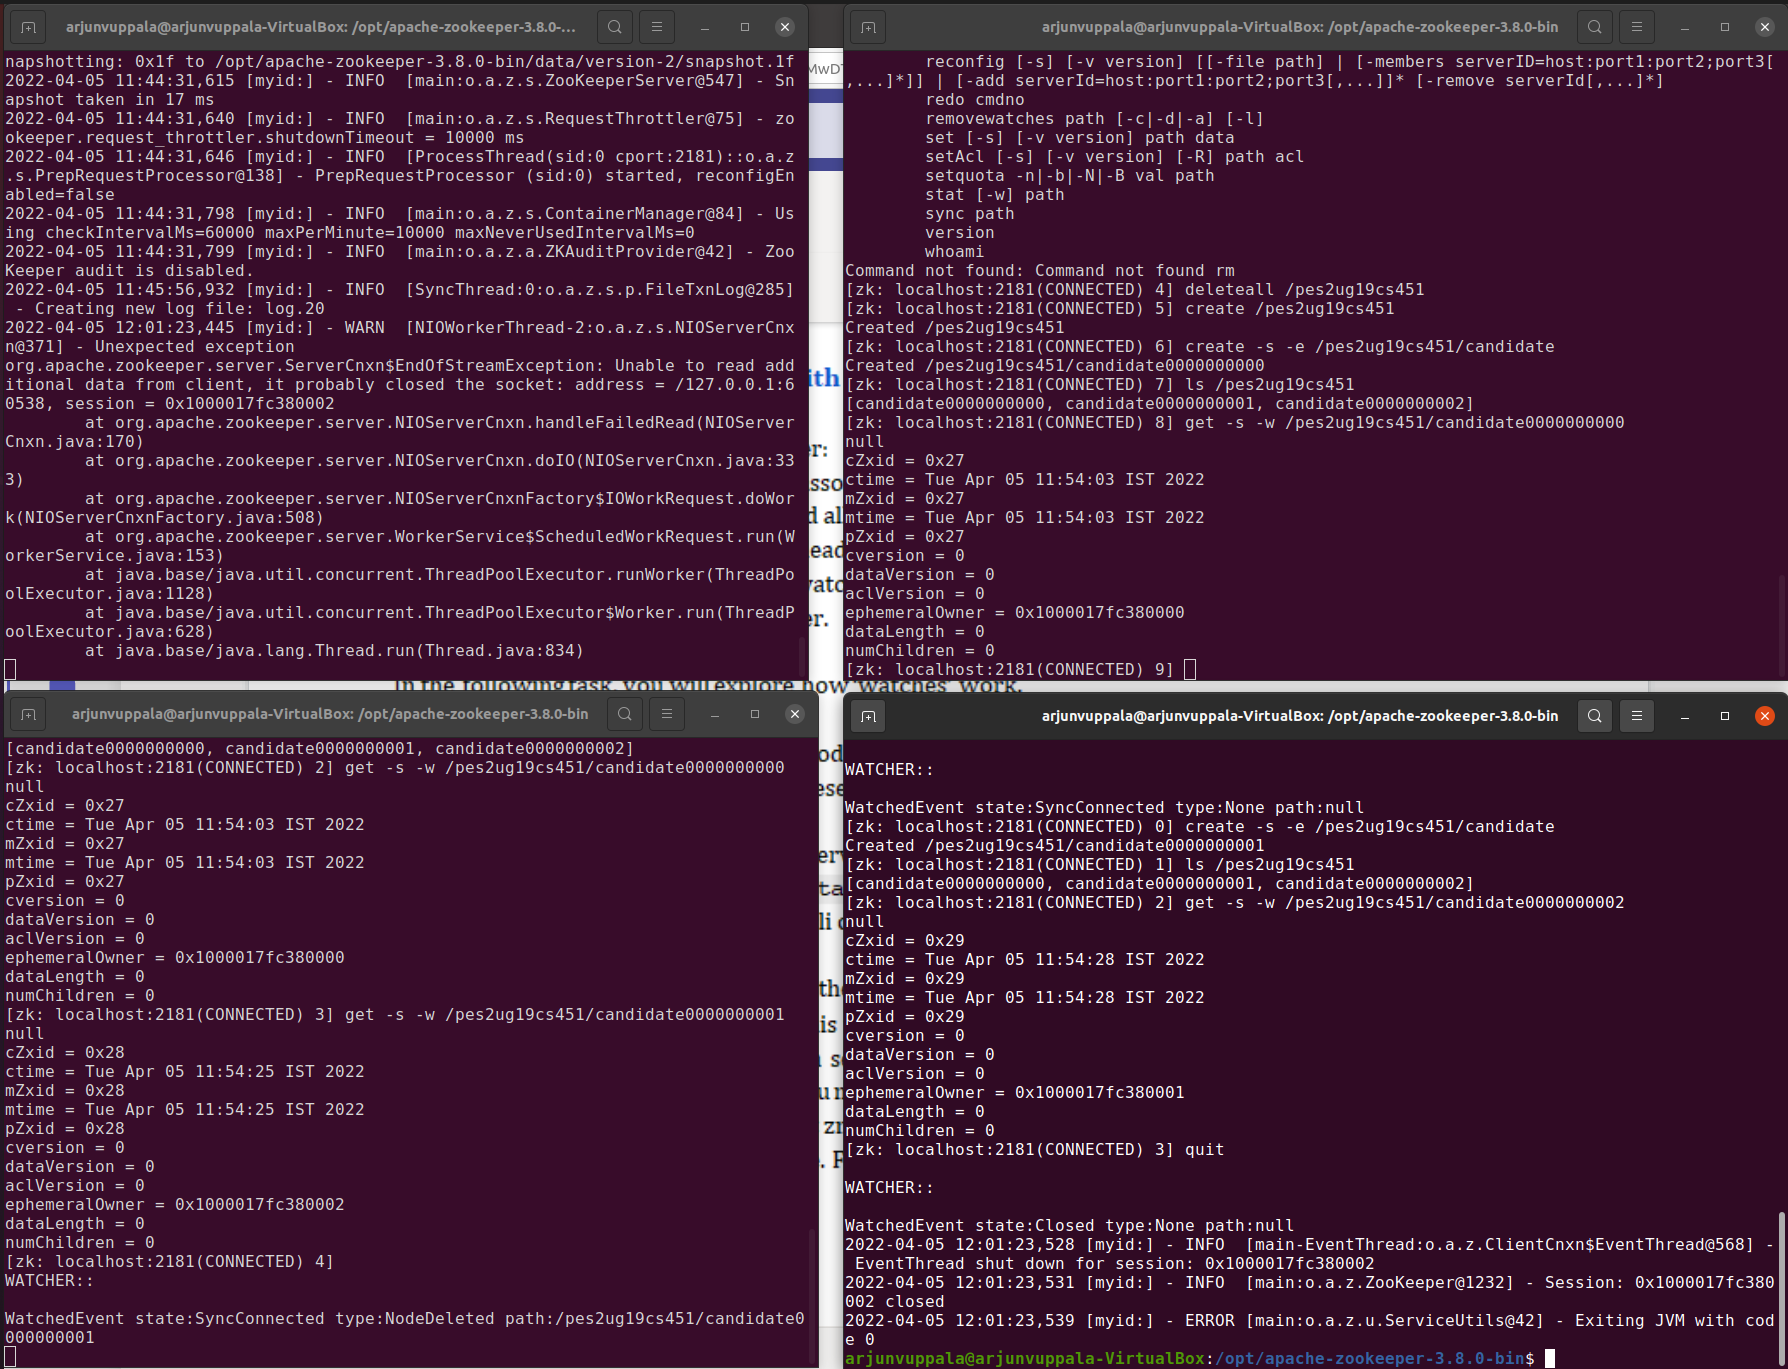 arjunvuppala@arjunvuppala-VirtualBox: /opt/apache-zookeeper-3.8.0-...
napshotting: 0x1f to /opt/apache-zookeeper-3.8.0-bin/data/version-2/snapshot.1f
2022-04-05 11:44:31,615 [myid:] - INFO  [main:o.a.z.s.ZooKeeperServer@547] - Sn
apshot taken in 17 ms
2022-04-05 11:44:31,640 [myid:] - INFO  [main:o.a.z.s.RequestThrottler@75] - zo
okeeper.request_throttler.shutdownTimeout = 10000 ms
2022-04-05 11:44:31,646 [myid:] - INFO  [ProcessThread(sid:0 cport:2181)::o.a.z
.s.PrepRequestProcessor@138] - PrepRequestProcessor (sid:0) started, reconfigEn
abled=false
2022-04-05 11:44:31,798 [myid:] - INFO  [main:o.a.z.s.ContainerManager@84] - Us
ing checkIntervalMs=60000 maxPerMinute=10000 maxNeverUsedIntervalMs=0
2022-04-05 11:44:31,799 [myid:] - INFO  [main:o.a.z.a.ZKAuditProvider@42] - Zoo
Keeper audit is disabled.
2022-04-05 11:45:56,932 [myid:] - INFO  [SyncThread:0:o.a.z.s.p.FileTxnLog@285]
 - Creating new log file: log.20
2022-04-05 12:01:23,445 [myid:] - WARN  [NIOWorkerThread-2:o.a.z.s.NIOServerCnx
n@371] - Unexpected exception
org.apache.zookeeper.server.ServerCnxn$EndOfStreamException: Unable to read add
itional data from client, it probably closed the socket: address = /127.0.0.1:6
0538, session = 0x1000017fc380002
at org.apache.zookeeper.server.NIOServerCnxn.handleFailedRead(NIOServer
Cnxn.java:170)
at org.apache.zookeeper.server.NIOServerCnxn.doIO(NIOServerCnxn.java:33
3)
at org.apache.zookeeper.server.NIOServerCnxnFactory$IOWorkRequest.doWor
k(NIOServerCnxnFactory.java:508)
at org.apache.zookeeper.server.WorkerService$ScheduledWorkRequest.run(W
orkerService.java:153)
at java.base/java.util.concurrent.ThreadPoolExecutor.runWorker(ThreadPo
olExecutor.java:1128)
at java.base/java.util.concurrent.ThreadPoolExecutor$Worker.run(ThreadP
oolExecutor.java:628)
at java.base/java.lang.Thread.run(Thread.java:834)
arjunvuppala@arjunvuppala-VirtualBox: /opt/apache-zookeeper-3.8.0-bin
reconfig [-s] [-v version] [[-file path] | [-members serverID=host:port1:port2;port3[
,...]*]] | [-add serverId=host:port1:port2;port3[,...]]* [-remove serverId[,...]*]
redo cmdno
removewatches path [-c|-d|-a] [-l]
set [-s] [-v version] path data
setAcl [-s] [-v version] [-R] path acl
setquota -n|-b|-N|-B val path
stat [-w] path
sync path
version
whoami
Command not found: Command not found rm
[zk: localhost:2181(CONNECTED) 4] deleteall /pes2ug19cs451
[zk: localhost:2181(CONNECTED) 5] create /pes2ug19cs451
Created /pes2ug19cs451
[zk: localhost:2181(CONNECTED) 6] create -s -e /pes2ug19cs451/candidate
Created /pes2ug19cs451/candidate0000000000
[zk: localhost:2181(CONNECTED) 7] ls /pes2ug19cs451
[candidate0000000000, candidate0000000001, candidate0000000002]
[zk: localhost:2181(CONNECTED) 8] get -s -w /pes2ug19cs451/candidate0000000000
null
cZxid = 0x27
ctime = Tue Apr 05 11:54:03 IST 2022
mZxid = 0x27
mtime = Tue Apr 05 11:54:03 IST 2022
pZxid = 0x27
cversion = 0
dataVersion = 0
aclVersion = 0
ephemeralOwner = 0x1000017fc380000
dataLength = 0
numChildren = 0
[zk: localhost:2181(CONNECTED) 9]
In the following task, you will explore how 'watches' work.
arjunvuppala@arjunvuppala-VirtualBox: /opt/apache-zookeeper-3.8.0-bin
[candidate0000000000, candidate0000000001, candidate0000000002]
[zk: localhost:2181(CONNECTED) 2] get -s -w /pes2ug19cs451/candidate0000000000
null
cZxid = 0x27
ctime = Tue Apr 05 11:54:03 IST 2022
mZxid = 0x27
mtime = Tue Apr 05 11:54:03 IST 2022
pZxid = 0x27
cversion = 0
dataVersion = 0
aclVersion = 0
ephemeralOwner = 0x1000017fc380000
dataLength = 0
numChildren = 0
[zk: localhost:2181(CONNECTED) 3] get -s -w /pes2ug19cs451/candidate0000000001
null
cZxid = 0x28
ctime = Tue Apr 05 11:54:25 IST 2022
mZxid = 0x28
mtime = Tue Apr 05 11:54:25 IST 2022
pZxid = 0x28
cversion = 0
dataVersion = 0
aclVersion = 0
ephemeralOwner = 0x1000017fc380002
dataLength = 0
numChildren = 0
[zk: localhost:2181(CONNECTED) 4]
WATCHER::
WatchedEvent state:SyncConnected type:NodeDeleted path:/pes2ug19cs451/candidate0
000000001
arjunvuppala@arjunvuppala-VirtualBox: /opt/apache-zookeeper-3.8.0-bin
WATCHER::
WatchedEvent state:SyncConnected type:None path:null
[zk: localhost:2181(CONNECTED) 0] create -s -e /pes2ug19cs451/candidate
Created /pes2ug19cs451/candidate0000000001
[zk: localhost:2181(CONNECTED) 1] ls /pes2ug19cs451
[candidate0000000000, candidate0000000001, candidate0000000002]
[zk: localhost:2181(CONNECTED) 2] get -s -w /pes2ug19cs451/candidate0000000002
null
cZxid = 0x29
ctime = Tue Apr 05 11:54:28 IST 2022
mZxid = 0x29
mtime = Tue Apr 05 11:54:28 IST 2022
pZxid = 0x29
cversion = 0
dataVersion = 0
aclVersion = 0
ephemeralOwner = 0x1000017fc380001
dataLength = 0
numChildren = 0
[zk: localhost:2181(CONNECTED) 3] quit
WATCHER::
WatchedEvent state:Closed type:None path:null
2022-04-05 12:01:23,528 [myid:] - INFO  [main-EventThread:o.a.z.ClientCnxn$EventThread@568] -
 EventThread shut down for session: 0x1000017fc380002
2022-04-05 12:01:23,531 [myid:] - INFO  [main:o.a.z.ZooKeeper@1232] - Session: 0x1000017fc380
002 closed
2022-04-05 12:01:23,539 [myid:] - ERROR [main:o.a.z.u.ServiceUtils@42] - Exiting JVM with cod
e 0
arjunvuppala@arjunvuppala-VirtualBox:/opt/apache-zookeeper-3.8.0-bin$